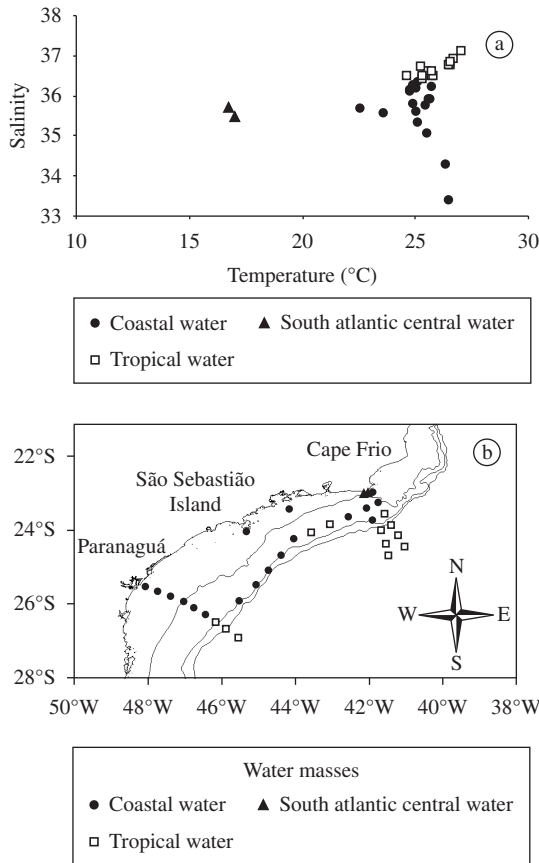 38
37
36
35
34
33
Salinity
a
10
15
20
25
30
Temperature (°C)
Coastal water
South atlantic central water
Tropical water
b
22°S
24°S
26°S
28°S
Cape Frio
São Sebastião
Island
Paranaguá
N
W
E
S
50°W
48°W
46°W
44°W
42°W
40°W
38°W
Water masses
Coastal water
South atlantic central water
Tropical water